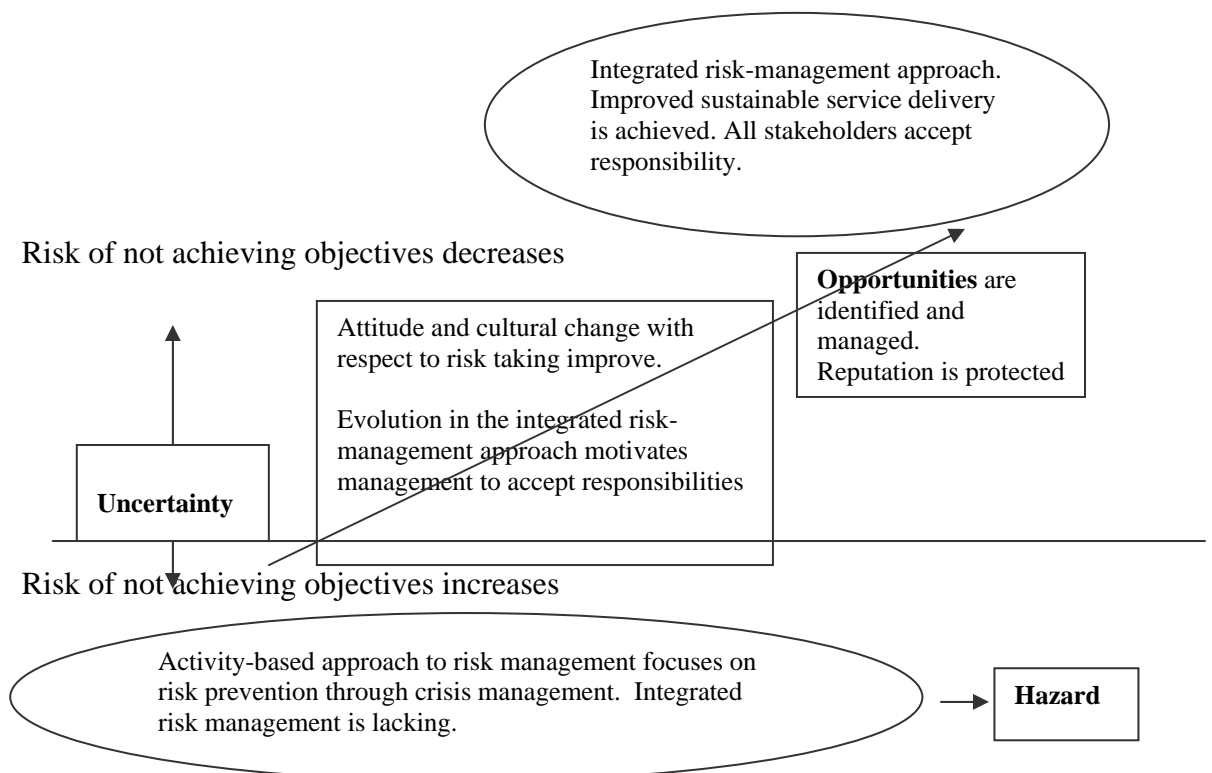 Integrated risk-management approach.
Improved sustainable service delivery
is achieved. All stakeholders accept
responsibility.
Risk of not achieving objectives decreases
Opportunities are
identified and
managed.
Reputation is protected
Attitude and cultural change with
respect to risk taking improve.
Evolution in the integrated risk-
management approach motivates
management to accept responsibilities
Uncertainty
Risk of not achieving objectives increases
Activity-based approach to risk management focuses on
risk prevention through crisis management.  Integrated
risk management is lacking.
Hazard